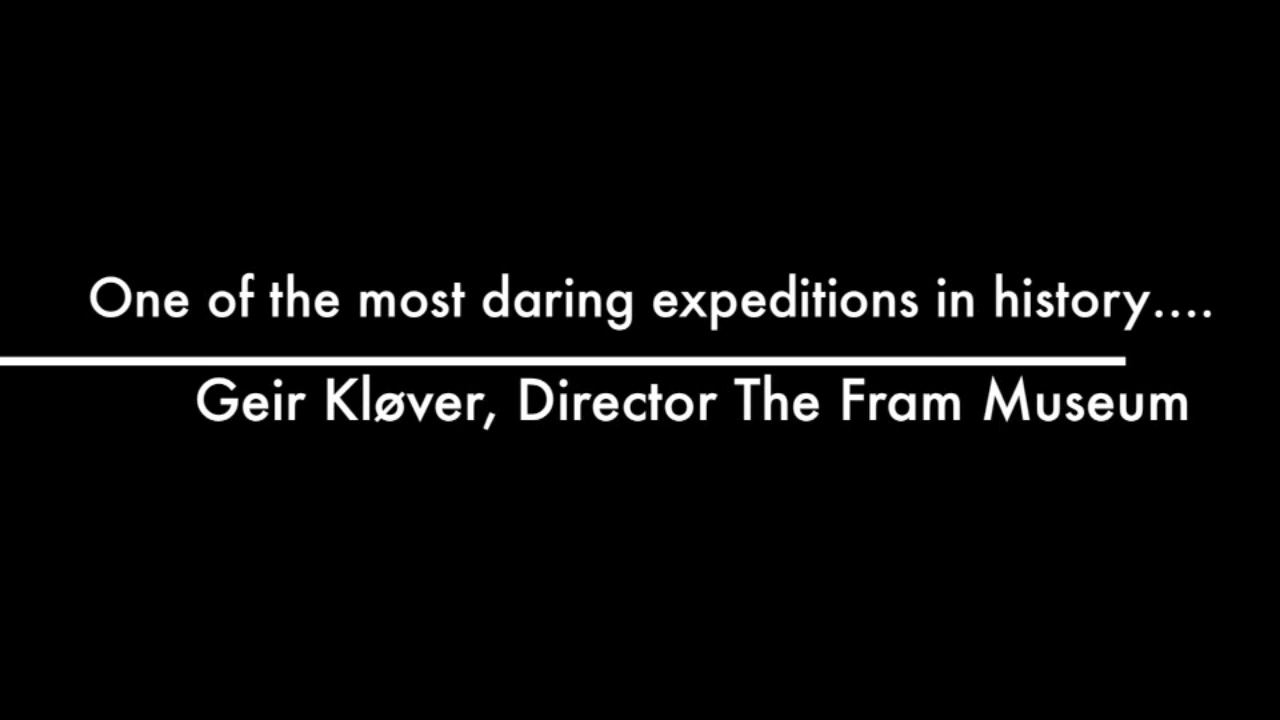 One of the most daring expeditions in history....
Geir Kløver, Director The Fram Museum